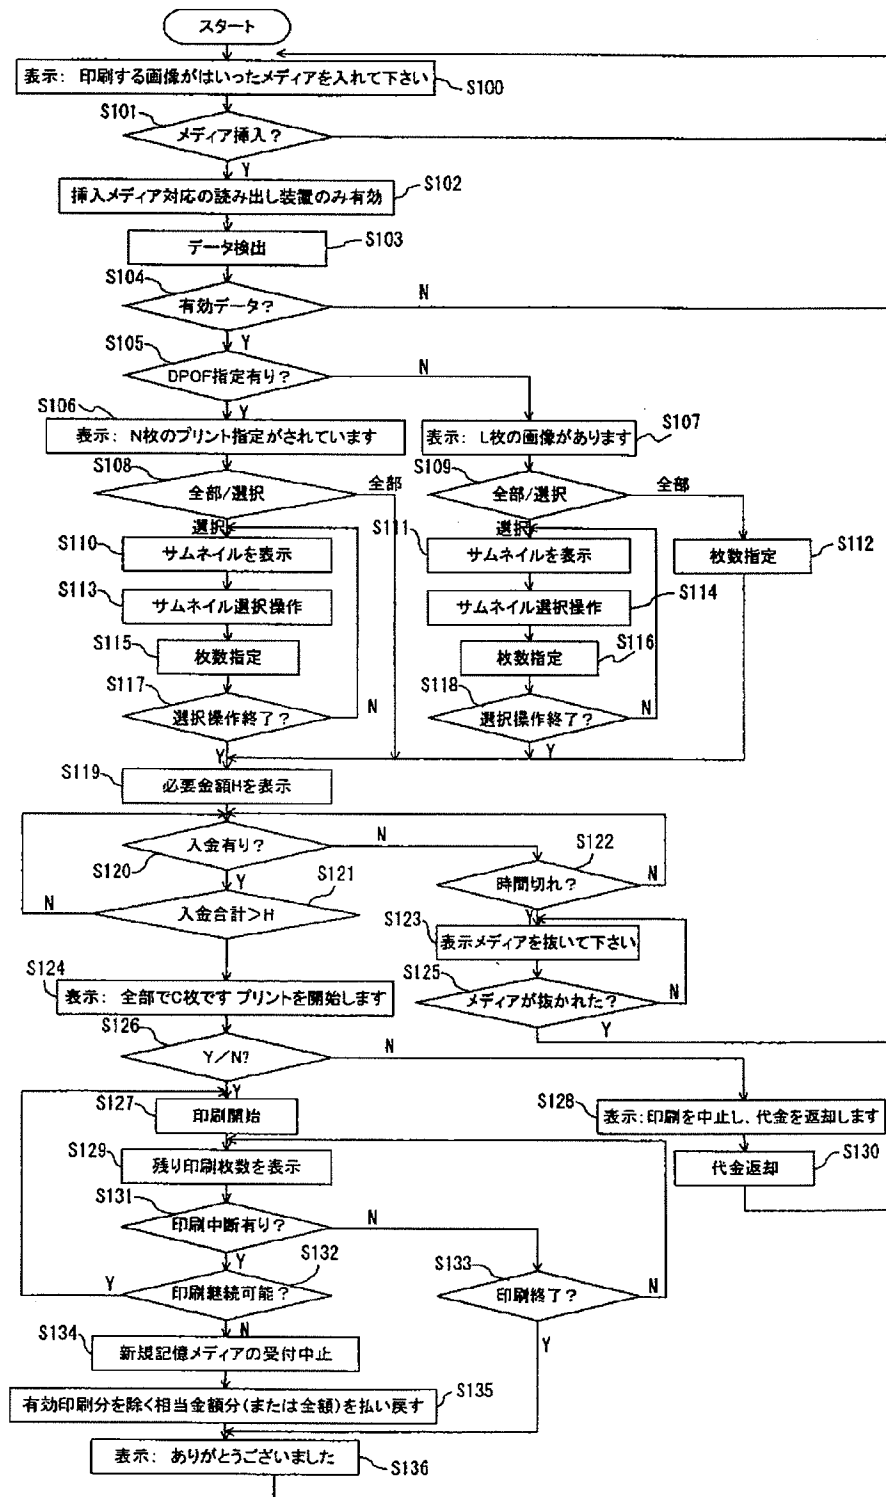 スタート
表示： 印刷する画像がはいったメディアを入れて下さい
S100
S101
メディア挿入？
Y
S102
挿入メディア対応の読み出し装置のみ有効
データ検出
S103
S104
有効データ？
N
Y
S105
DPOF指定有り？
N
Y
S106
表示： N枚のプリント指定がされています
表示： L枚の画像があります
S107
S108
全部/選択
全部
選択
S109
全部/選択
全部
選択
S110
サムネイルを表示
S111
サムネイルを表示
枚数指定
S112
S113
サムネイル選択操作
サムネイル選択操作
S114
S115
枚数指定
枚数指定
S116
S117
選択操作終了？
N
Y
S118
選択操作終了？
N
Y
S119
必要金額Hを表示
入金有り？
N
S120
Y
S121
入金合計＞H
N
S122
時間切れ？
N
Y
S123
表示メディアを抜いて下さい
S124
表示： 全部でC枚です プリントを開始します
S125
メディアが抜かれた？
N
Y
S126
Y／N?
N
Y
S127
印刷開始
S128
表示：印刷を中止し、代金を返却します
S129
残り印刷枚数を表示
代金返却
S130
S131
印刷中断有り？
N
Y
S132
印刷継続可能？
Y
N
S133
印刷終了？
N
Y
S134
新規記憶メディアの受付中止
S135
有効印刷分を除く相当金額分(または金額)を払い戻す
表示： ありがとうございました
S136